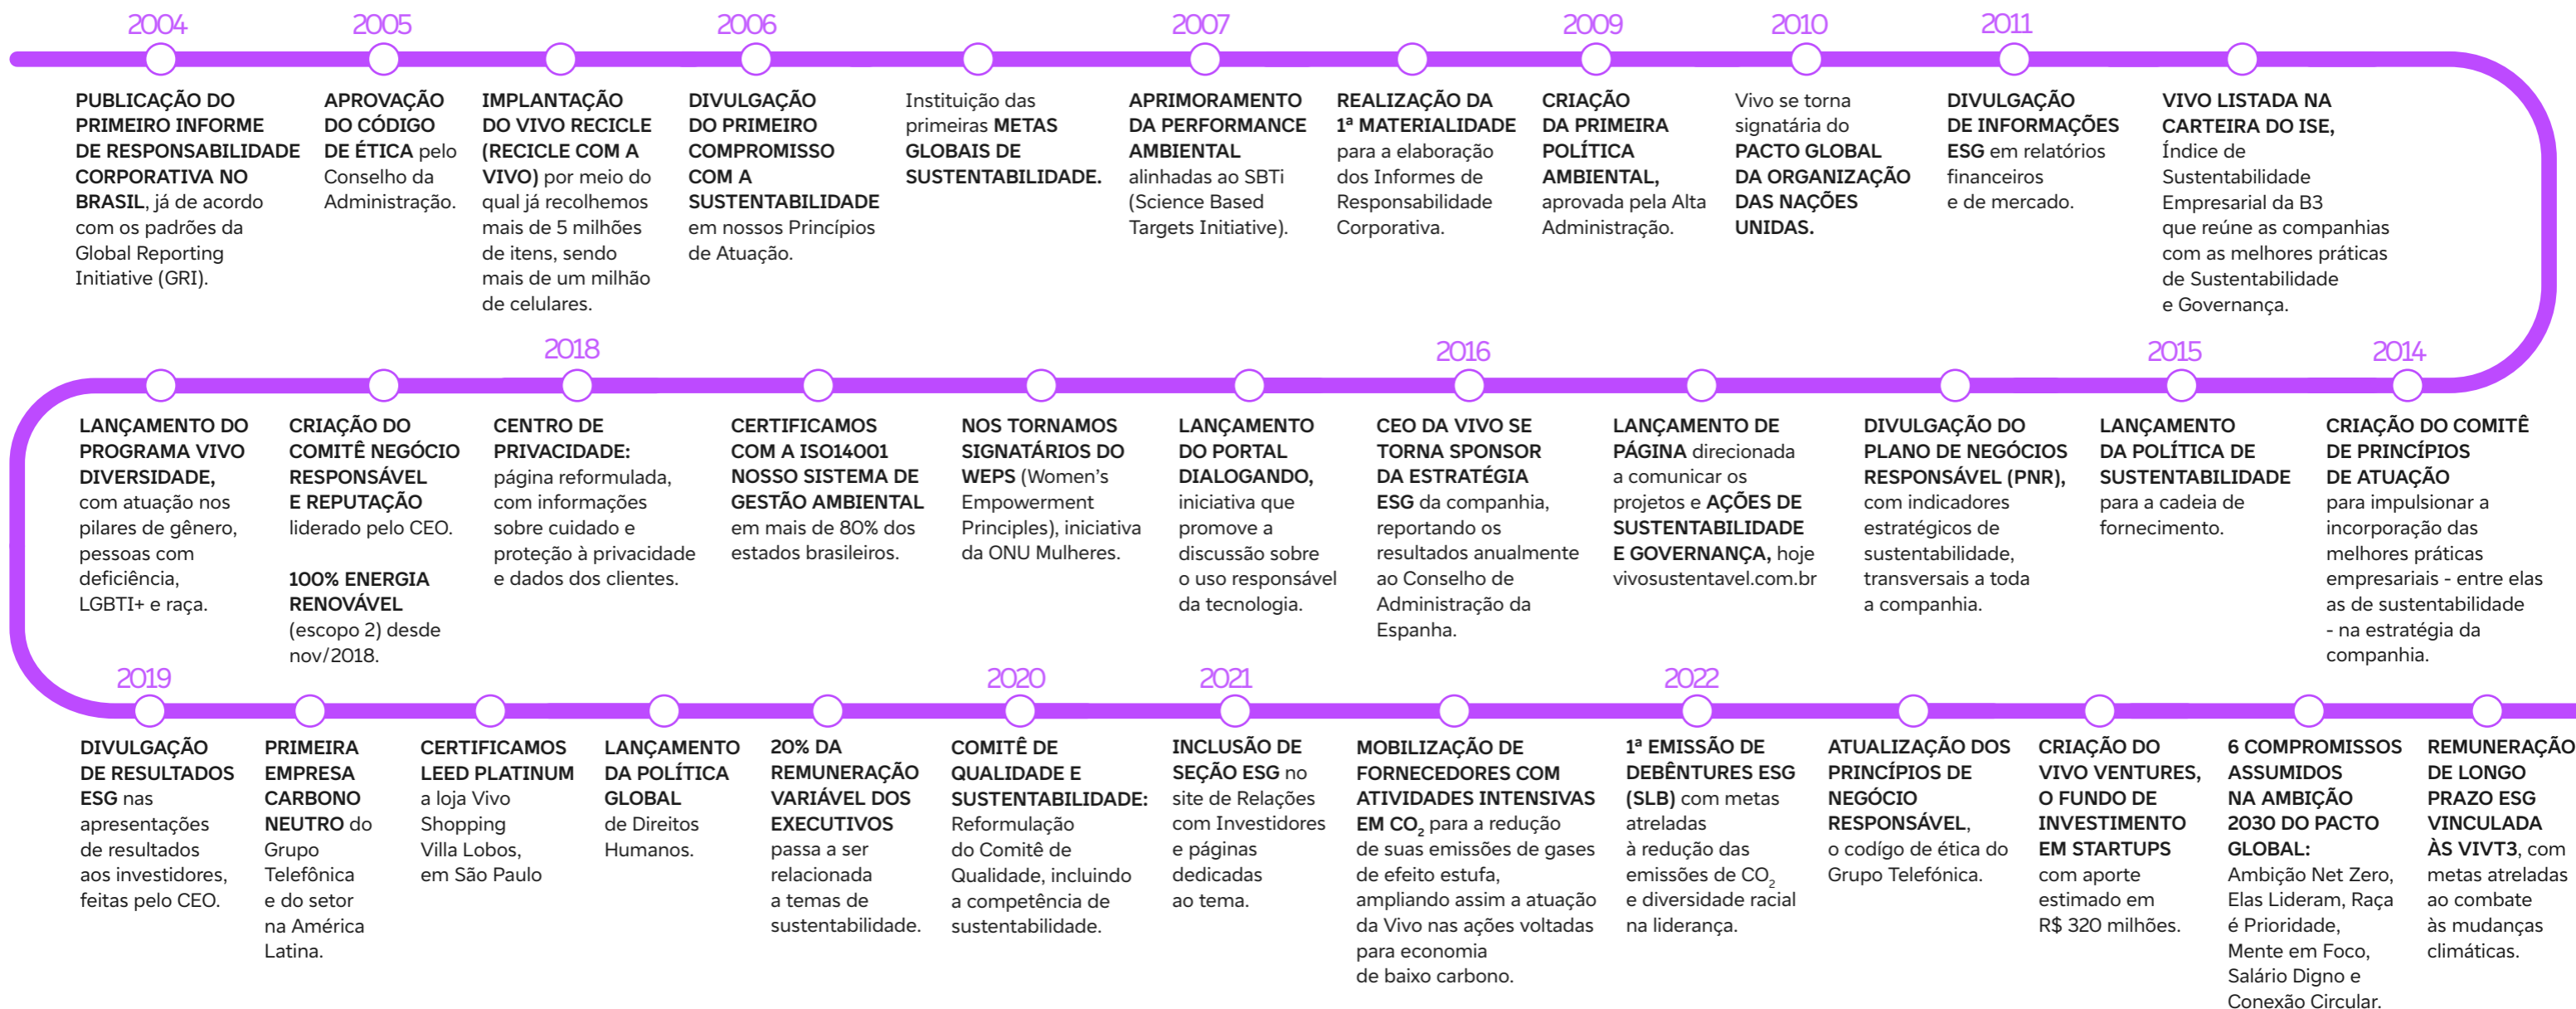 2004
PUBLICAÇÃO DO
PRIMEIRO INFORME
DE RESPONSABILIDADE
CORPORATIVA NO
BRASIL, já de acordo
com os padrões da
Global Reporting
Initiative (GRI).
2005
APROVAÇÃO
DO CÓDIGO
DE ÉTICA pelo
Conselho da
Administração.
IMPLANTAÇÃO
DO VIVO RECICLE
(RECICLE COM A
VIVO) por meio do
qual já recolhemos
mais de 5 milhões
de itens, sendo
mais de um milhão
de celulares.
2006
DIVULGAÇÃO
DO PRIMEIRO
COMPROMISSO
COM A
SUSTENTABILIDADE
em nossos Princípios
de Atuação.
Instituição das
primeiras METAS
GLOBAIS DE
SUSTENTABILIDADE.
2007
APRIMORAMENTO
DA PERFORMANCE
AMBIENTAL
alinhadas ao SBTi
(Science Based
Targets Initiative).
REALIZAÇÃO DA
1ª MATERIALIDADE
para a elaboração
dos Informes de
Responsabilidade
Corporativa.
2009
CRIAÇÃO
DA PRIMEIRA
POLÍTICA
AMBIENTAL,
aprovada pela Alta
Administração.
2010
Vivo se torna
signatária do
PACTO GLOBAL
DA ORGANIZAÇÃO
DAS NAÇÕES
UNIDAS.
2011
DIVULGAÇÃO
DE INFORMAÇÕES
ESG em relatórios
financeiros
e de mercado.
VIVO LISTADA NA
CARTEIRA DO ISE,
Índice de
Sustentabilidade
Empresarial da B3
que reúne as companhias
com as melhores práticas
de Sustentabilidade
e Governança.
2014
CRIAÇÃO DO COMITÊ
DE PRINCÍPIOS
DE ATUAÇÃO
para impulsionar a
incorporação das
melhores práticas
empresariais - entre elas
as de sustentabilidade
- na estratégia da
companhia.
2015
LANÇAMENTO
DA POLÍTICA DE
SUSTENTABILIDADE
para a cadeia de
fornecimento.
DIVULGAÇÃO DO
PLANO DE NEGÓCIOS
RESPONSÁVEL (PNR),
com indicadores
estratégicos de
sustentabilidade,
transversais a toda
a companhia.
LANÇAMENTO DE
PÁGINA direcionada
a comunicar os
projetos e AÇÕES DE
SUSTENTABILIDADE
E GOVERNANÇA, hoje
vivosustentavel.com.br
2016
CEO DA VIVO SE
TORNA SPONSOR
DA ESTRATÉGIA
ESG da companhia,
reportando os
resultados anualmente
ao Conselho de
Administração da
Espanha.
LANÇAMENTO
DO PORTAL
DIALOGANDO,
iniciativa que
promove a
discussão sobre
o uso responsável
da tecnologia.
NOS TORNAMOS
SIGNATÁRIOS DO
WEPS (Women's
Empowerment
Principles), iniciativa
da ONU Mulheres.
CERTIFICAMOS
COM A ISO14001
NOSSO SISTEMA DE
GESTÃO AMBIENTAL
em mais de 80% dos
estados brasileiros.
2018
CENTRO DE
PRIVACIDADE:
página reformulada,
com informações
sobre cuidado e
proteção à privacidade
e dados dos clientes.
CRIAÇÃO DO
COMITÊ NEGÓCIO
RESPONSÁVEL
E REPUTAÇÃO
liderado pelo CEO.
100% ENERGIA
RENOVÁVEL
(escopo 2) desde
nov/2018.
LANÇAMENTO DO
PROGRAMA VIVO
DIVERSIDADE,
com atuação nos
pilares de gênero,
pessoas com
deficiência,
LGBTI+ e raça.
2019
DIVULGAÇÃO
DE RESULTADOS
ESG nas
apresentações
de resultados
aos investidores,
feitas pelo CEO.
PRIMEIRA
EMPRESA
CARBONO
NEUTRO do
Grupo
Telefônica
e do setor
na América
Latina.
CERTIFICAMOS
LEED PLATINUM
a loja Vivo
Shopping
Villa Lobos,
em São Paulo
LANÇAMENTO
DA POLÍTICA
GLOBAL
de Direitos
Humanos.
20% DA
REMUNERAÇÃO
VARIÁVEL DOS
EXECUTIVOS
passa a ser
relacionada
a temas de
sustentabilidade.
2020
COMITÊ DE
QUALIDADE E
SUSTENTABILIDADE:
Reformulação
do Comitê de
Qualidade, incluindo
a competência de
sustentabilidade.
2021
INCLUSÃO DE
SEÇÃO ESG no
site de Relações
com Investidores
e páginas
dedicadas
ao tema.
MOBILIZAÇÃO DE
FORNECEDORES COM
ATIVIDADES INTENSIVAS
EM CO₂ para a redução
de suas emissões de gases
de efeito estufa,
ampliando assim a atuação
da Vivo nas ações voltadas
para economia
de baixo carbono.
2022
1ª EMISSÃO DE
DEBÊNTURES ESG
(SLB) com metas
atreladas
à redução das
emissões de CO₂
e diversidade racial
na liderança.
ATUALIZAÇÃO DOS
PRINCÍPIOS DE
NEGÓCIO
RESPONSÁVEL,
o codígo de ética do
Grupo Telefónica.
CRIAÇÃO DO
VIVO VENTURES,
O FUNDO DE
INVESTIMENTO
EM STARTUPS
com aporte
estimado em
R$ 320 milhões.
6 COMPROMISSOS
ASSUMIDOS
NA AMBIÇÃO
2030 DO PACTO
GLOBAL:
Ambição Net Zero,
Elas Lideram, Raça
é Prioridade,
Mente em Foco,
Salário Digno e
Conexão Circular.
REMUNERAÇÃO
DE LONGO
PRAZO ESG
VINCULADA
ÀS VIVT3, com
metas atreladas
ao combate
às mudanças
climáticas.